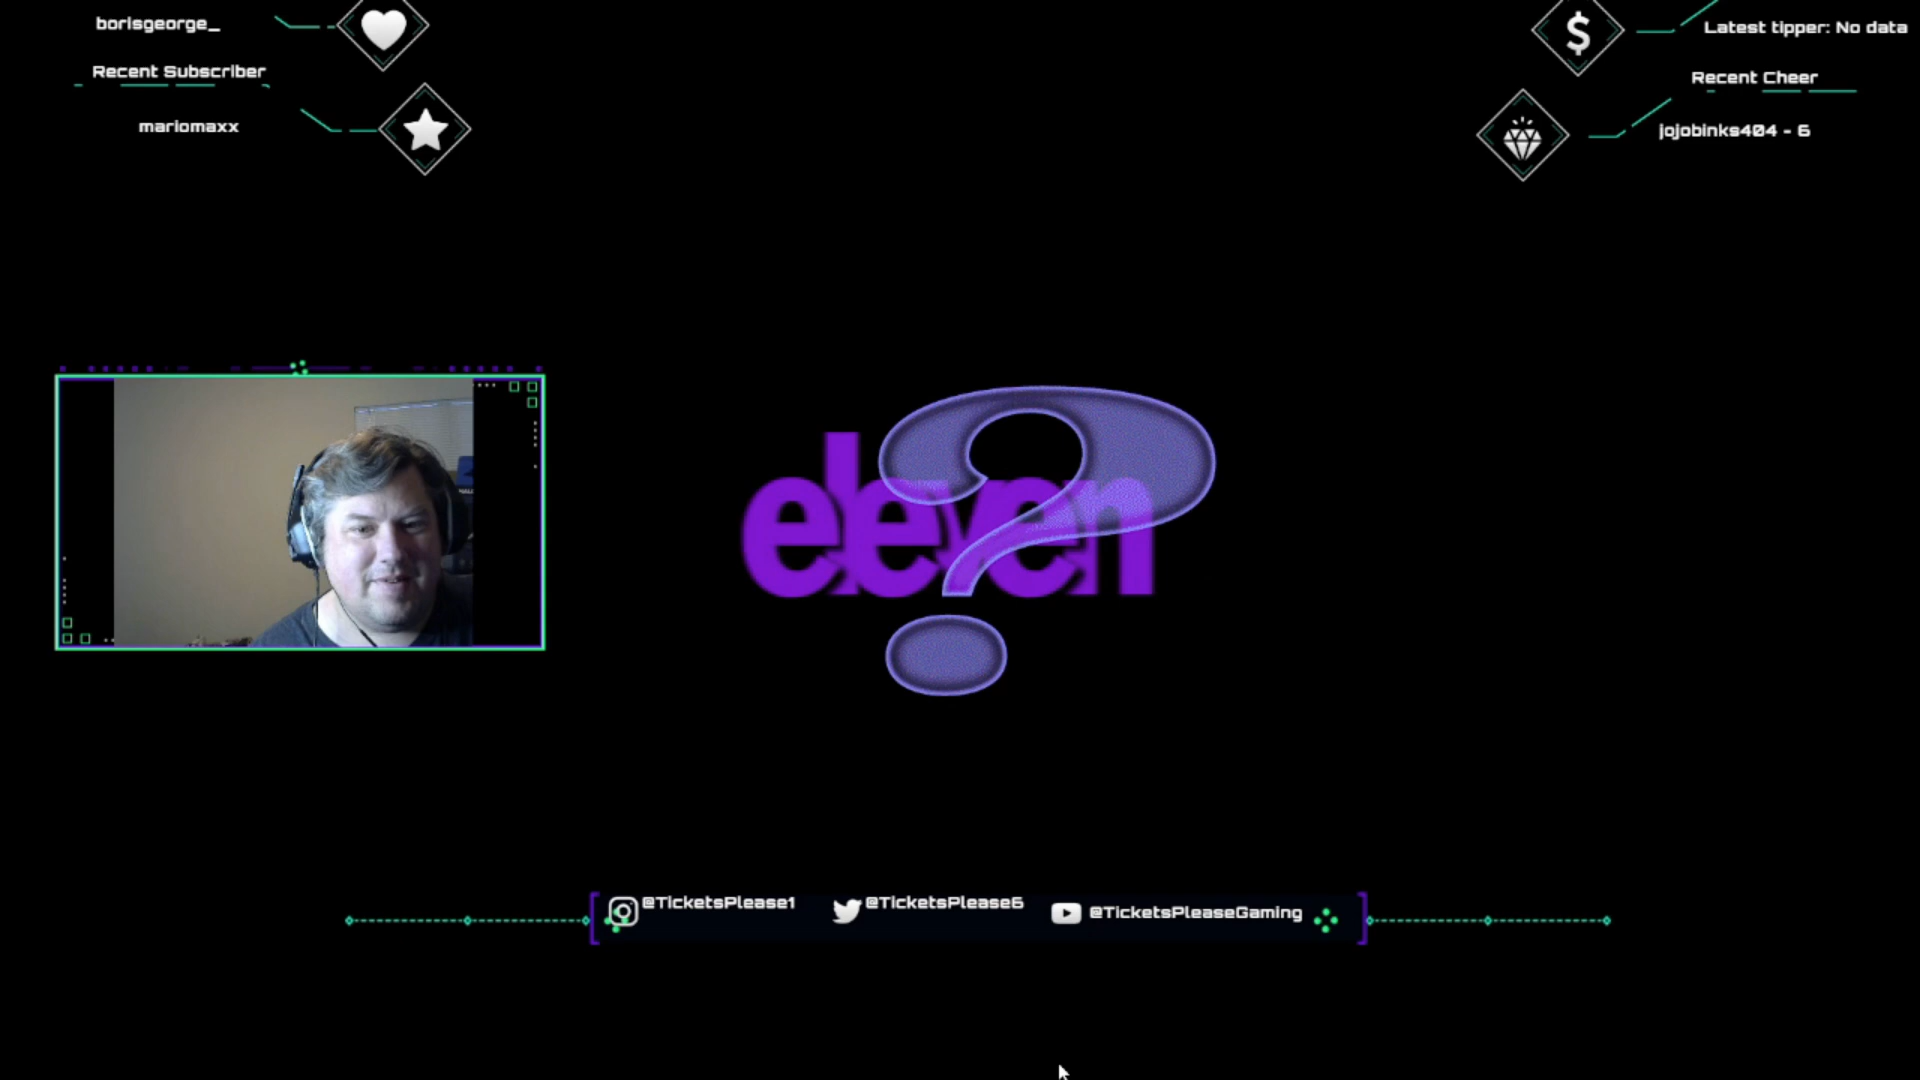 borisgeorge_
Recent Subscriber
mariomaxx
Latest tipper: No data
Recent Cheer
jojobinks404 - 6
eleven
?
@TicketsPlease1
@TicketsPlease6
@TicketsPleaseGaming